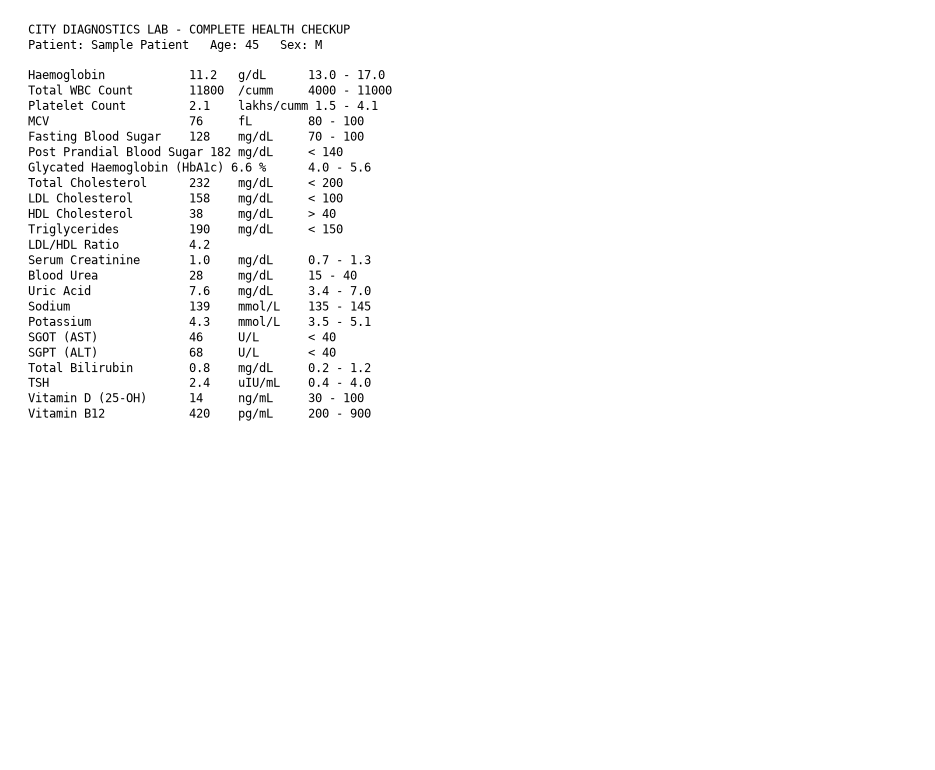 CITY DIAGNOSTICS LAB - COMPLETE HEALTH CHECKUP
Patient: Sample Patient   Age: 45   Sex: M

Haemoglobin            11.2   g/dL      13.0 - 17.0
Total WBC Count        11800  /cumm     4000 - 11000
Platelet Count         2.1    lakhs/cumm 1.5 - 4.1
MCV                    76     fL        80 - 100
Fasting Blood Sugar    128    mg/dL     70 - 100
Post Prandial Blood Sugar 182 mg/dL     < 140
Glycated Haemoglobin (HbA1c) 6.6 %      4.0 - 5.6
Total Cholesterol      232    mg/dL     < 200
LDL Cholesterol        158    mg/dL     < 100
HDL Cholesterol        38     mg/dL     > 40
Triglycerides          190    mg/dL     < 150
LDL/HDL Ratio          4.2
Serum Creatinine       1.0    mg/dL     0.7 - 1.3
Blood Urea             28     mg/dL     15 - 40
Uric Acid              7.6    mg/dL     3.4 - 7.0
Sodium                 139    mmol/L    135 - 145
Potassium              4.3    mmol/L    3.5 - 5.1
SGOT (AST)             46     U/L       < 40
SGPT (ALT)             68     U/L       < 40
Total Bilirubin        0.8    mg/dL     0.2 - 1.2
TSH                    2.4    uIU/mL    0.4 - 4.0
Vitamin D (25-OH)      14     ng/mL     30 - 100
Vitamin B12            420    pg/mL     200 - 900